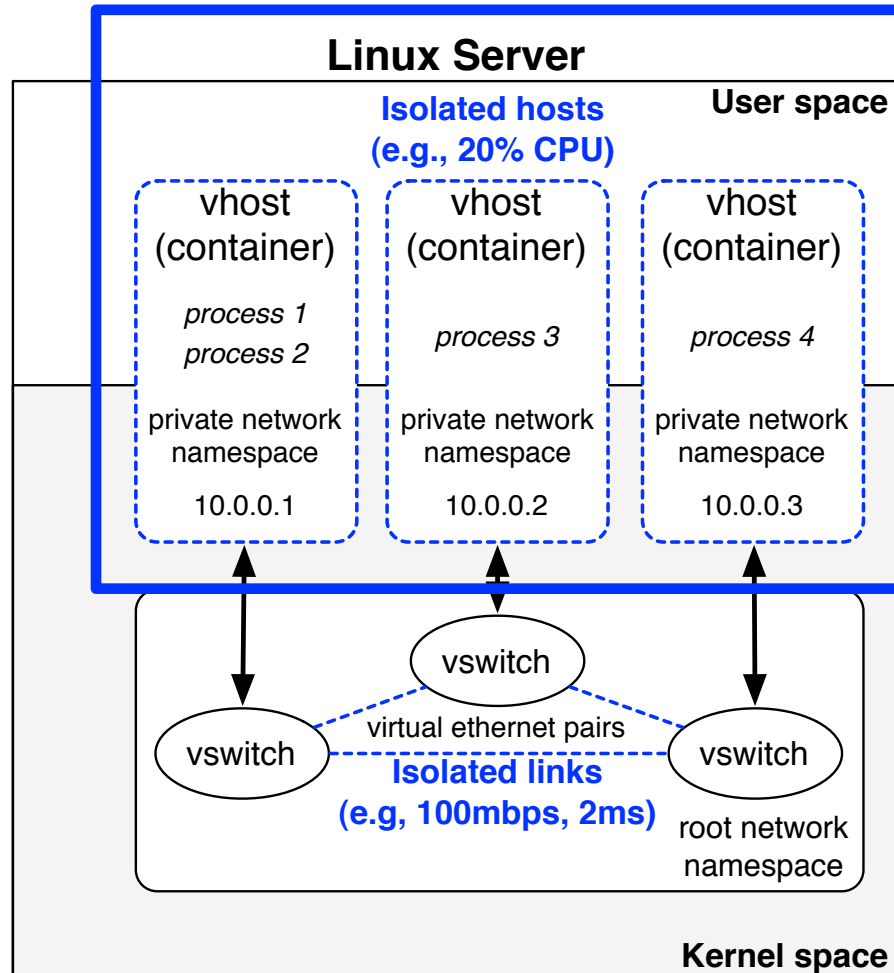 Linux Server
User space
Isolated hosts
(e.g., 20% CPU)
vhost
(container)
process 1
process 2
private network
namespace
10.0.0.1
vhost
(container)
process 3
private network
namespace
10.0.0.2
vhost
(container)
process 4
private network
namespace
10.0.0.3
vswitch
virtual ethernet pairs
vswitch
vswitch
Isolated links
(e.g, 100mbps, 2ms)
root network
namespace
Kernel space